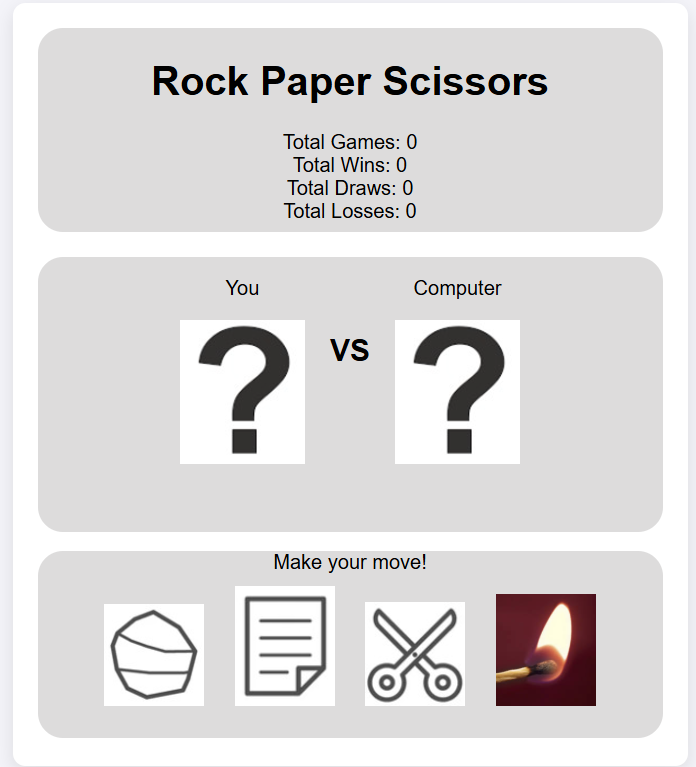 Rock Paper Scissors
Total Games: 0
Total Wins: 0
Total Draws: 0
Total Losses: 0
You
Computer
?
VS
?
Make your move!